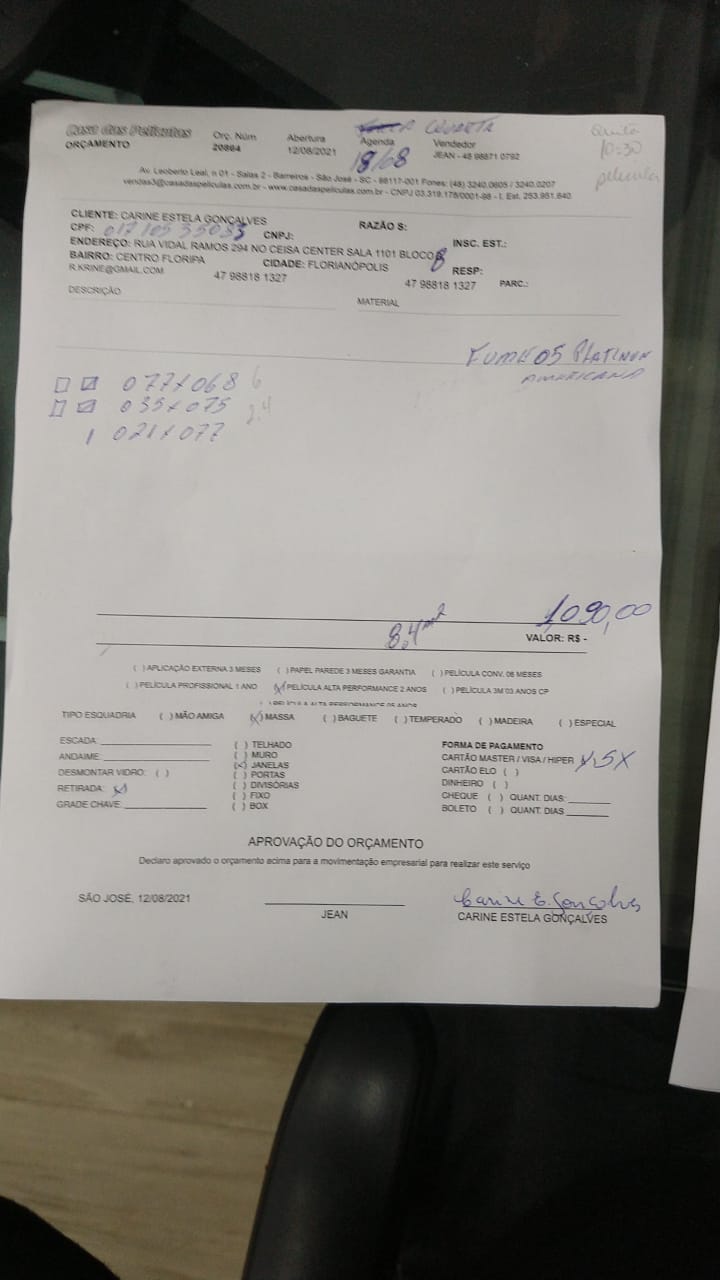 Casa das Películas Orç. Núm Abertura Agenda Vendedor
ORÇAMENTO 20864 12/08/2021 18/08 JEAN - 48 98871 0792
QUARTA
10:30
película
Av. Leoberto Leal, n 01 - Salas 2 - Barreiros - São José - SC - 88117-001 Fones: (48) 3240.0605 / 3240.0207
vendas3@casadaspeliculas.com.br - www.casadaspeliculas.com.br - CNPJ 03.319.178/0001-98 - I. Est. 253.951.640
CLIENTE: CARINE ESTELA GONÇALVES RAZÃO S:
CPF: CNPJ: INSC. EST.:
ENDEREÇO: RUA VIDAL RAMOS 294 NO CEISA CENTER SALA 1101 BLOCO B
BAIRRO: CENTRO FLORIPA CIDADE: FLORIANÓPOLIS RESP:
R.KRINE@GMAIL.COM 47 98818 1327 47 98818 1327 PARC.:
DESCRIÇÃO MATERIAL
FUMÊ 05 PLATINUM
AMERICANA
077x068 6
035x075 2.4
1 021x077
8,4 m² 1.090,00
VALOR: R$ -
( ) APLICAÇÃO EXTERNA 3 MESES ( ) PAPEL PAREDE 3 MESES GARANTIA ( ) PELÍCULA CONV. 06 MESES
( ) PELÍCULA PROFISSIONAL 1 ANO (X) PELÍCULA ALTA PERFORMANCE 2 ANOS ( ) PELÍCULA 3M 03 ANOS CP
( ) PELÍCULA ALTA PERFORMANCE 05 ANOS
TIPO ESQUADRIA ( ) MÃO AMIGA (X) MASSA ( ) BAGUETE ( ) TEMPERADO ( ) MADEIRA ( ) ESPECIAL
ESCADA: ( ) TELHADO FORMA DE PAGAMENTO
ANDAIME: ( ) MURO CARTÃO MASTER / VISA / HIPER X 5X
DESMONTAR VIDRO: ( ) (X) JANELAS CARTÃO ELO ( )
RETIRADA: X ( ) PORTAS DINHEIRO ( )
GRADE CHAVE: ( ) DIVISÓRIAS CHEQUE ( ) QUANT. DIAS:
( ) FIXO BOLETO ( ) QUANT. DIAS
( ) BOX
APROVAÇÃO DO ORÇAMENTO
Declaro aprovado o orçamento acima para a movimentação empresarial para realizar este serviço
SÃO JOSÉ, 12/08/2021 Carine E. Gonçalves
JEAN CARINE ESTELA GONÇALVES